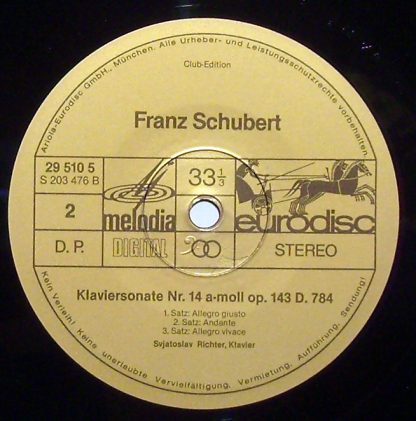 Ariola-Eurodisc GmbH., München. Alle Urheber- und Leistungsschutzrechte vorbehalten.
Club-Edition
Franz Schubert
29 510 5
S 203 476 B
33 1/3
2
melodia
eurodisc
D. P.
DIGITAL
STEREO
Klaviersonate Nr. 14 a-moll op. 143 D. 784
1. Satz: Allegro giusto
2. Satz: Andante
3. Satz: Allegro vivace
Svjatoslav Richter, Klavier
Kein Verleih! Keine unerlaubte Vervielfältigung, Vermietung, Aufführung, Sendung!